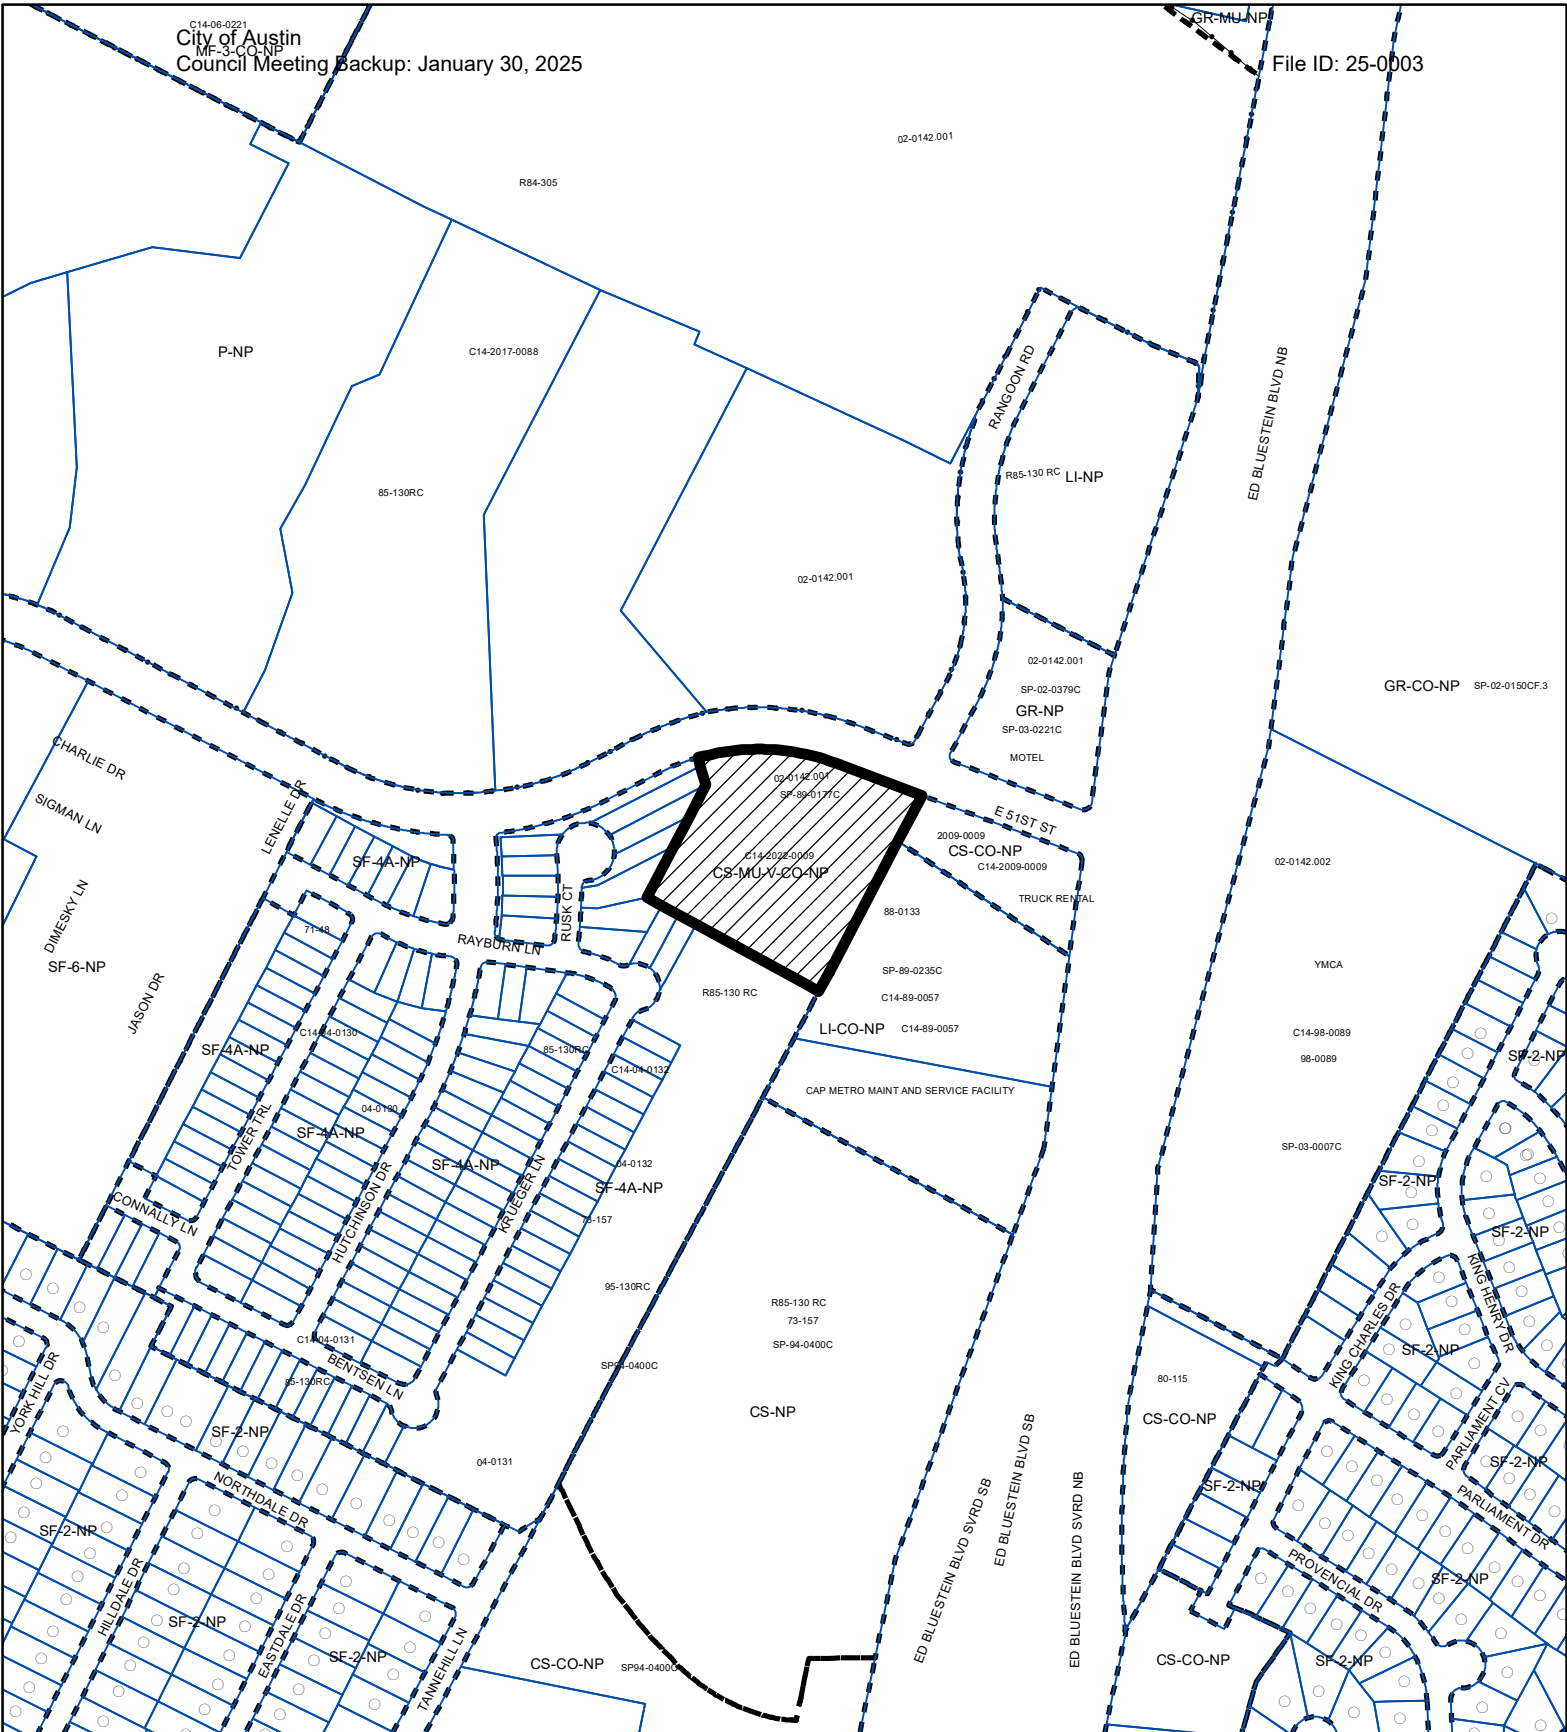 C14-06-0221
City of Austin
MF-3-CO-NP
Council Meeting Backup: January 30, 2025
GR-MU-NP
File ID: 25-0003
02-0142.001
R84-305
P-NP
C14-2017-0088
RANGOON RD
ED BLUESTEIN BLVD NB
R85-130 RC
LI-NP
85-130RC
02-0142.001
02-0142.001
SP-02-0379C
GR-NP
SP-03-0221C
MOTEL
GR-CO-NP
SP-02-0150CF.3
CHARLIE DR
SIGMAN LN
LENELLE DR
02-0142.001
SP-89-0177C
E 51ST ST
2009-0009
CS-CO-NP
C14-2009-0009
C14-2022-0009
CS-MU-V-CO-NP
SF-4A-NP
02-0142.002
TRUCK RENTAL
88-0133
DIMESKY LN
71-48
RUSK CT
RAYBURN LN
SF-6-NP
YMCA
SP-89-0235C
R85-130 RC
C14-89-0057
JASON DR
LI-CO-NP
C14-89-0057
C14-04-0130
C14-98-0089
SF-4A-NP
85-130RC
98-0089
SF-2-NP
C14-04-0132
CAP METRO MAINT AND SERVICE FACILITY
04-0130
TOWER TRL
SF-4A-NP
SP-03-0007C
SF-4A-NP
04-0132
KRUEGER LN
SF-4A-NP
SF-2-NP
CONNALLY LN
HUTCHINSON DR
73-157
SF-2-NP
95-130RC
R85-130 RC
73-157
SP-94-0400C
KING HENRY DR
KING CHARLES DR
C14-04-0131
BENTSEN LN
SP94-0400C
SF-2-NP
85-130RC
80-115
YORK HILL DR
CS-NP
CS-CO-NP
PARLIAMENT CV
SF-2-NP
04-0131
SF-2-NP
NORTHDALE DR
SF-2-NP
PARLIAMENT DR
SF-2-NP
ED BLUESTEIN BLVD SVRD SB
ED BLUESTEIN BLVD SB
ED BLUESTEIN BLVD SVRD NB
PROVENCIAL DR
SF-2-NP
HILLDALE DR
SF-2-NP
EASTDALE DR
SF-2-NP
TANNEHILL LN
CS-CO-NP
SP94-0400C
CS-CO-NP
SF-2-NP